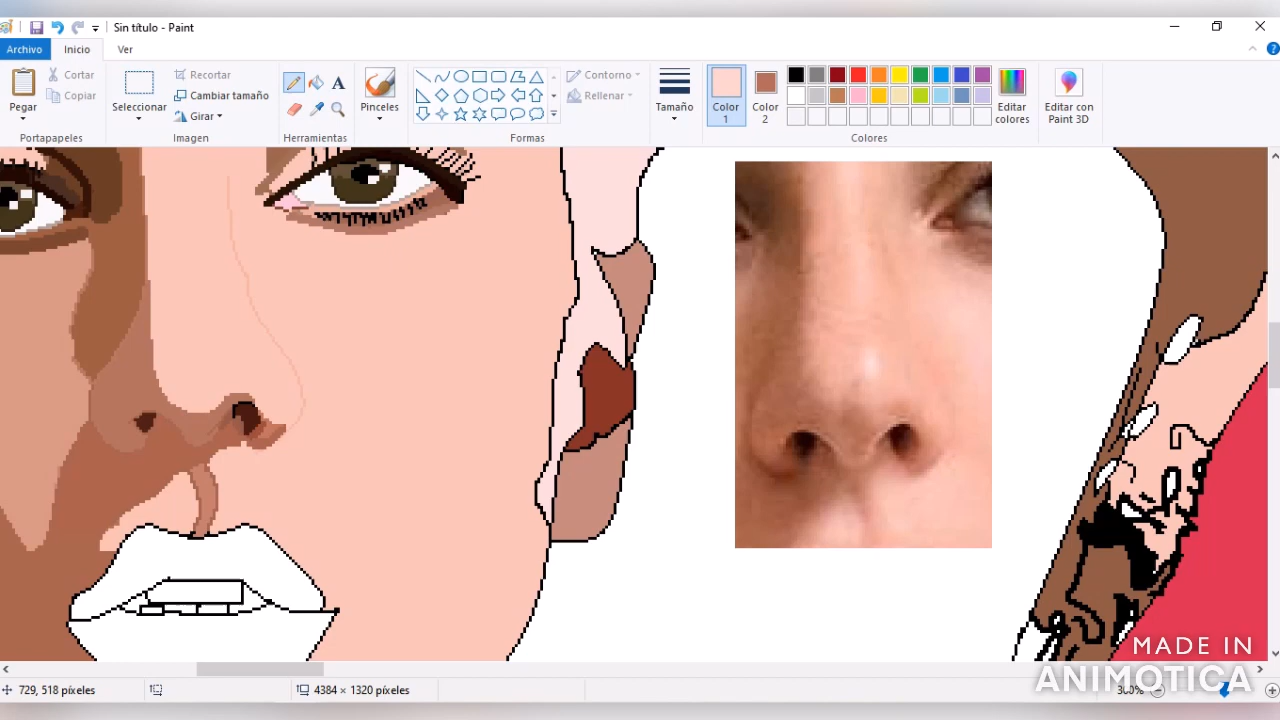 Sin título - Paint
Archivo Inicio Ver
Pegar
Cortar
Copiar
Portapapeles
Seleccionar
Recortar
Cambiar tamaño
Girar
Imagen
A
Herramientas
Pinceles
Formas
Contorno
Rellenar
Tamaño
Color 1
Color 2
Colores
Editar colores
Editar con Paint 3D
MADE IN
ANIMOTICA
729, 518 píxeles
4384 × 1320 píxeles
300%